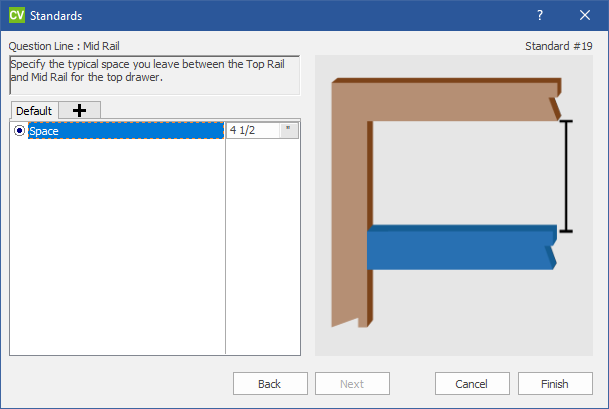 CV Standards ?
Question Line : Mid Rail Standard #19
Specify the typical space you leave between the Top Rail
and Mid Rail for the top drawer.
Default
Space 4 1/2 "
Back Next Cancel Finish